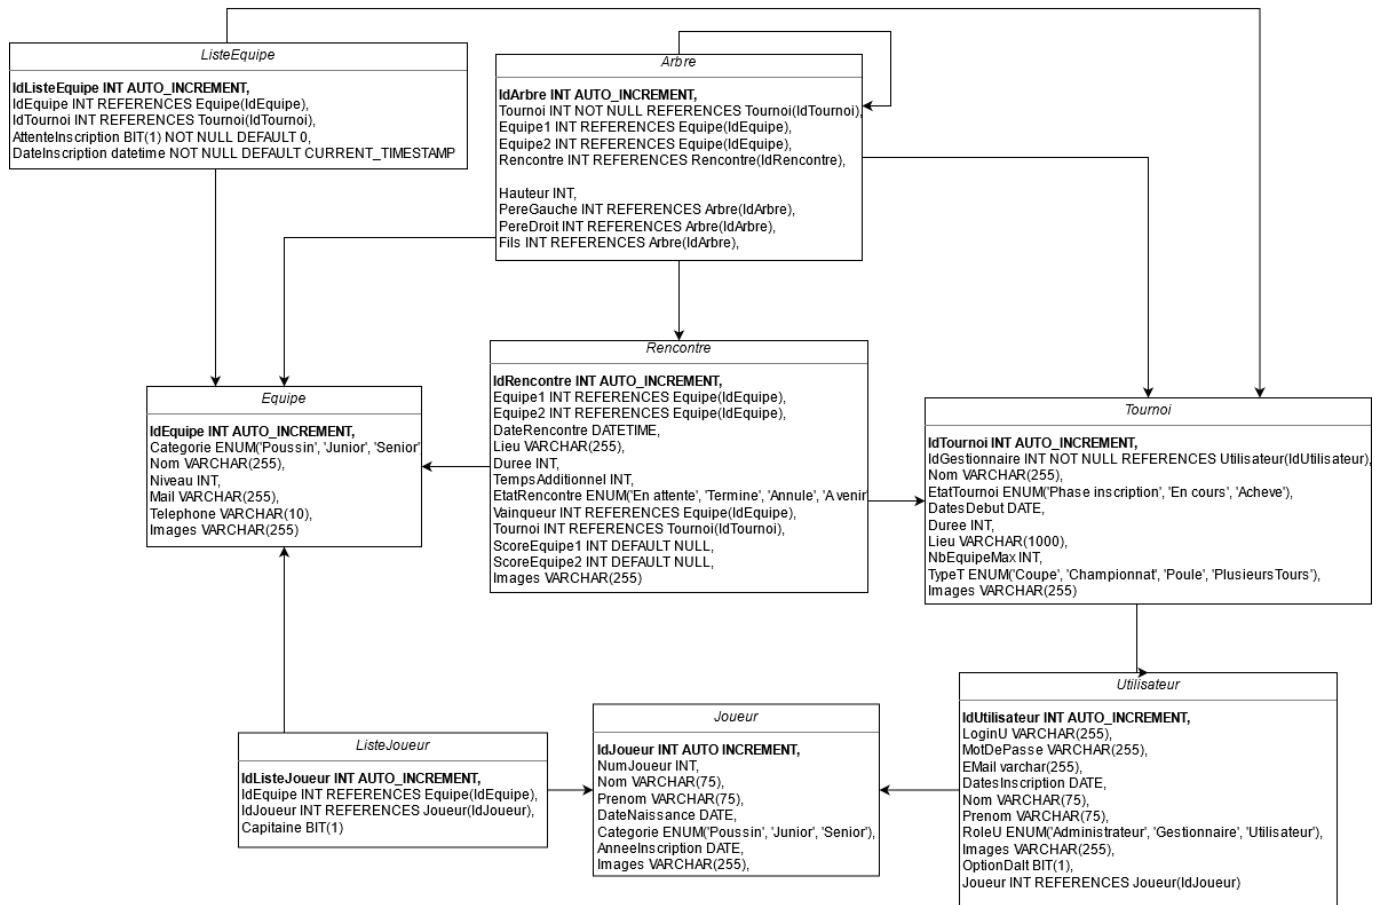 ListeEquipe
IdListeEquipe INT AUTO_INCREMENT,
IdEquipe INT REFERENCES Equipe(IdEquipe),
IdTournoi INT REFERENCES Tournoi(IdTournoi),
AttenteInscription BIT(1) NOT NULL DEFAULT 0,
DateInscription datetime NOT NULL DEFAULT CURRENT_TIMESTAMP
Arbre
IdArbre INT AUTO_INCREMENT,
Tournoi INT NOT NULL REFERENCES Tournoi(IdTournoi),
Equipe1 INT REFERENCES Equipe(IdEquipe),
Equipe2 INT REFERENCES Equipe(IdEquipe),
Rencontre INT REFERENCES Rencontre(IdRencontre),
Hauteur INT,
PereGauche INT REFERENCES Arbre(IdArbre),
PereDroit INT REFERENCES Arbre(IdArbre),
Fils INT REFERENCES Arbre(IdArbre),
Equipe
IdEquipe INT AUTO_INCREMENT,
Categorie ENUM('Poussin', 'Junior', 'Senior'
Nom VARCHAR(255),
Niveau INT,
Mail VARCHAR(255),
Telephone VARCHAR(10),
Images VARCHAR(255)
Rencontre
IdRencontre INT AUTO_INCREMENT,
Equipe1 INT REFERENCES Equipe(IdEquipe),
Equipe2 INT REFERENCES Equipe(IdEquipe),
DateRencontre DATETIME,
Lieu VARCHAR(255),
Duree INT,
TempsAdditionnel INT,
EtatRencontre ENUM('En attente', 'Termine', 'Annule', 'A venir
Vainqueur INT REFERENCES Equipe(IdEquipe),
Tournoi INT REFERENCES Tournoi(IdTournoi),
ScoreEquipe1 INT DEFAULT NULL,
ScoreEquipe2 INT DEFAULT NULL,
Images VARCHAR(255)
Tournoi
IdTournoi INT AUTO_INCREMENT,
IdGestionnaire INT NOT NULL REFERENCES Utilisateur(IdUtilisateur),
Nom VARCHAR(255),
EtatTournoi ENUM('Phase inscription', 'En cours', 'Acheve'),
DatesDebut DATE,
Duree INT,
Lieu VARCHAR(1000),
NbEquipeMax INT,
TypeT ENUM('Coupe', 'Championnat', 'Poule', 'PlusieursTours'),
Images VARCHAR(255)
ListeJoueur
IdListeJoueur INT AUTO_INCREMENT,
IdEquipe INT REFERENCES Equipe(IdEquipe),
IdJoueur INT REFERENCES Joueur(IdJoueur),
Capitaine BIT(1)
Joueur
IdJoueur INT AUTO INCREMENT,
NumJoueur INT,
Nom VARCHAR(75),
Prenom VARCHAR(75),
DateNaissance DATE,
Categorie ENUM('Poussin', 'Junior', 'Senior'),
AnneeInscription DATE,
Images VARCHAR(255),
Utilisateur
IdUtilisateur INT AUTO_INCREMENT,
LoginU VARCHAR(255),
MotDePasse VARCHAR(255),
EMail varchar(255),
DatesInscription DATE,
Nom VARCHAR(75),
Prenom VARCHAR(75),
RoleU ENUM('Administrateur', 'Gestionnaire', 'Utilisateur'),
Images VARCHAR(255),
OptionDalt BIT(1),
Joueur INT REFERENCES Joueur(IdJoueur)